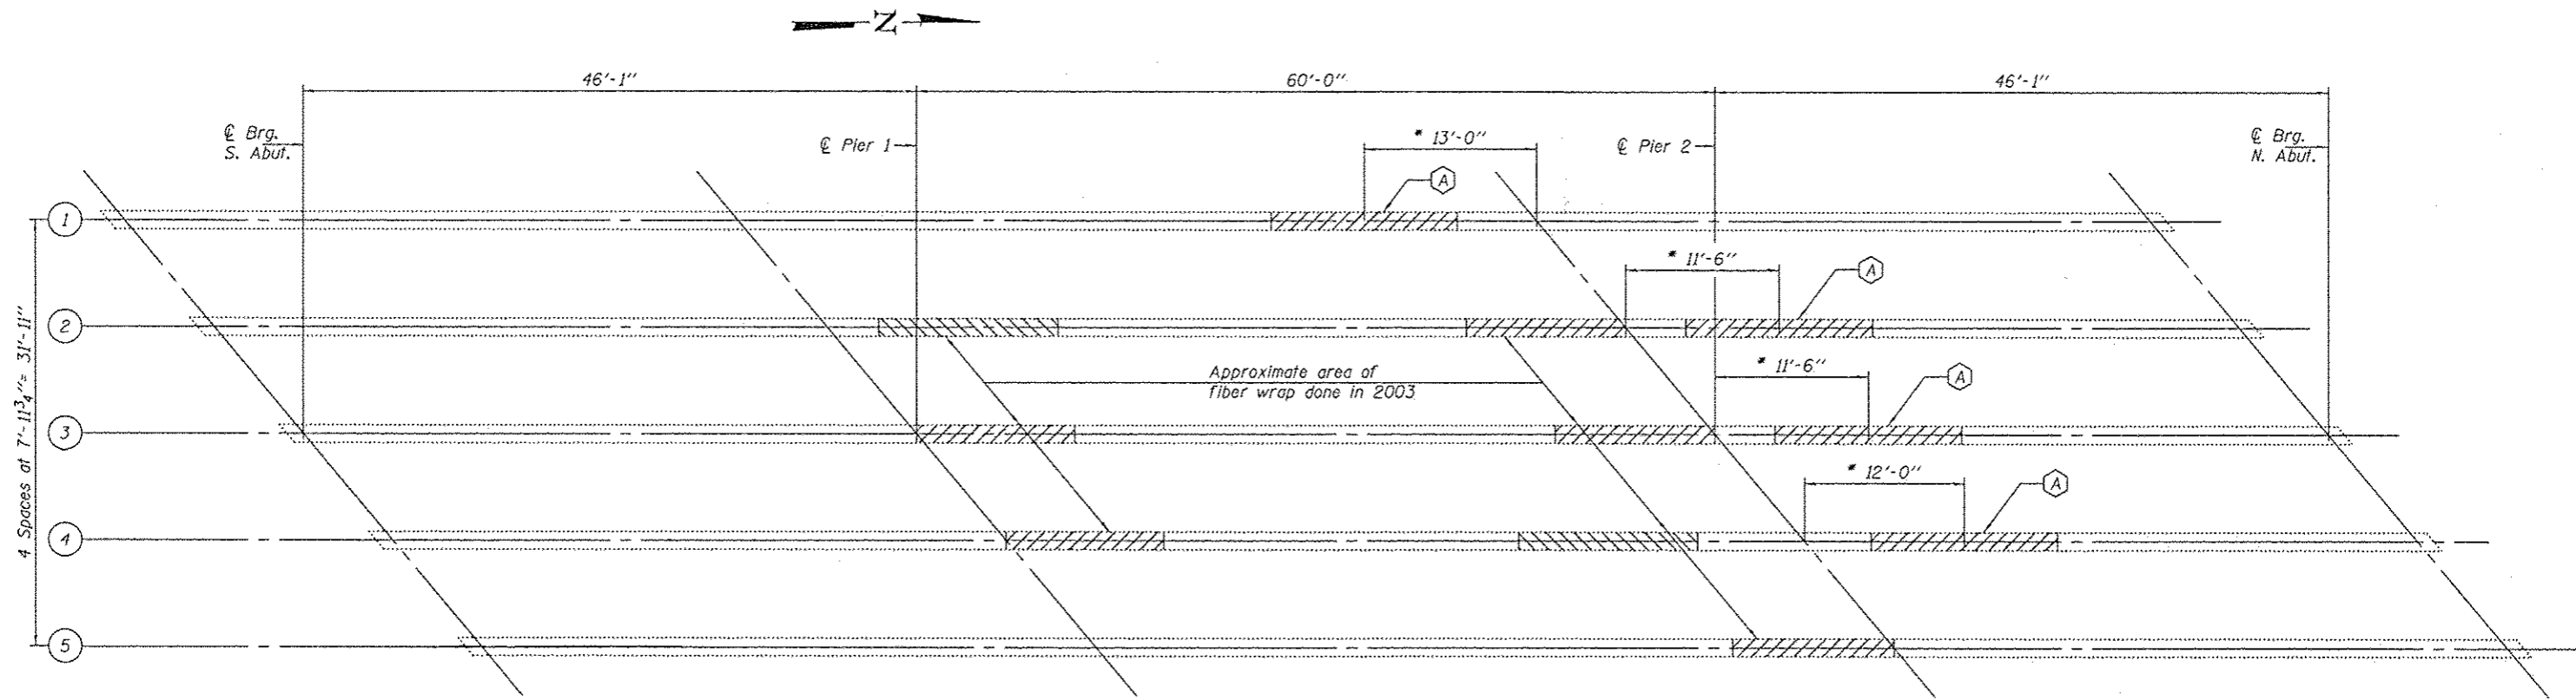 Z
46'-1"
60'-0"
46'-1"
℄ Brg.
S. Abut.
℄ Pier 1
* 13'-0"
℄ Pier 2
℄ Brg.
N. Abut.
A
1
* 11'-6"
A
2
Approximate area of
fiber wrap done in 2003
* 11'-6"
A
3
4 Spaces at 7'-11¾"= 31'-11"
* 12'-0"
A
4
5